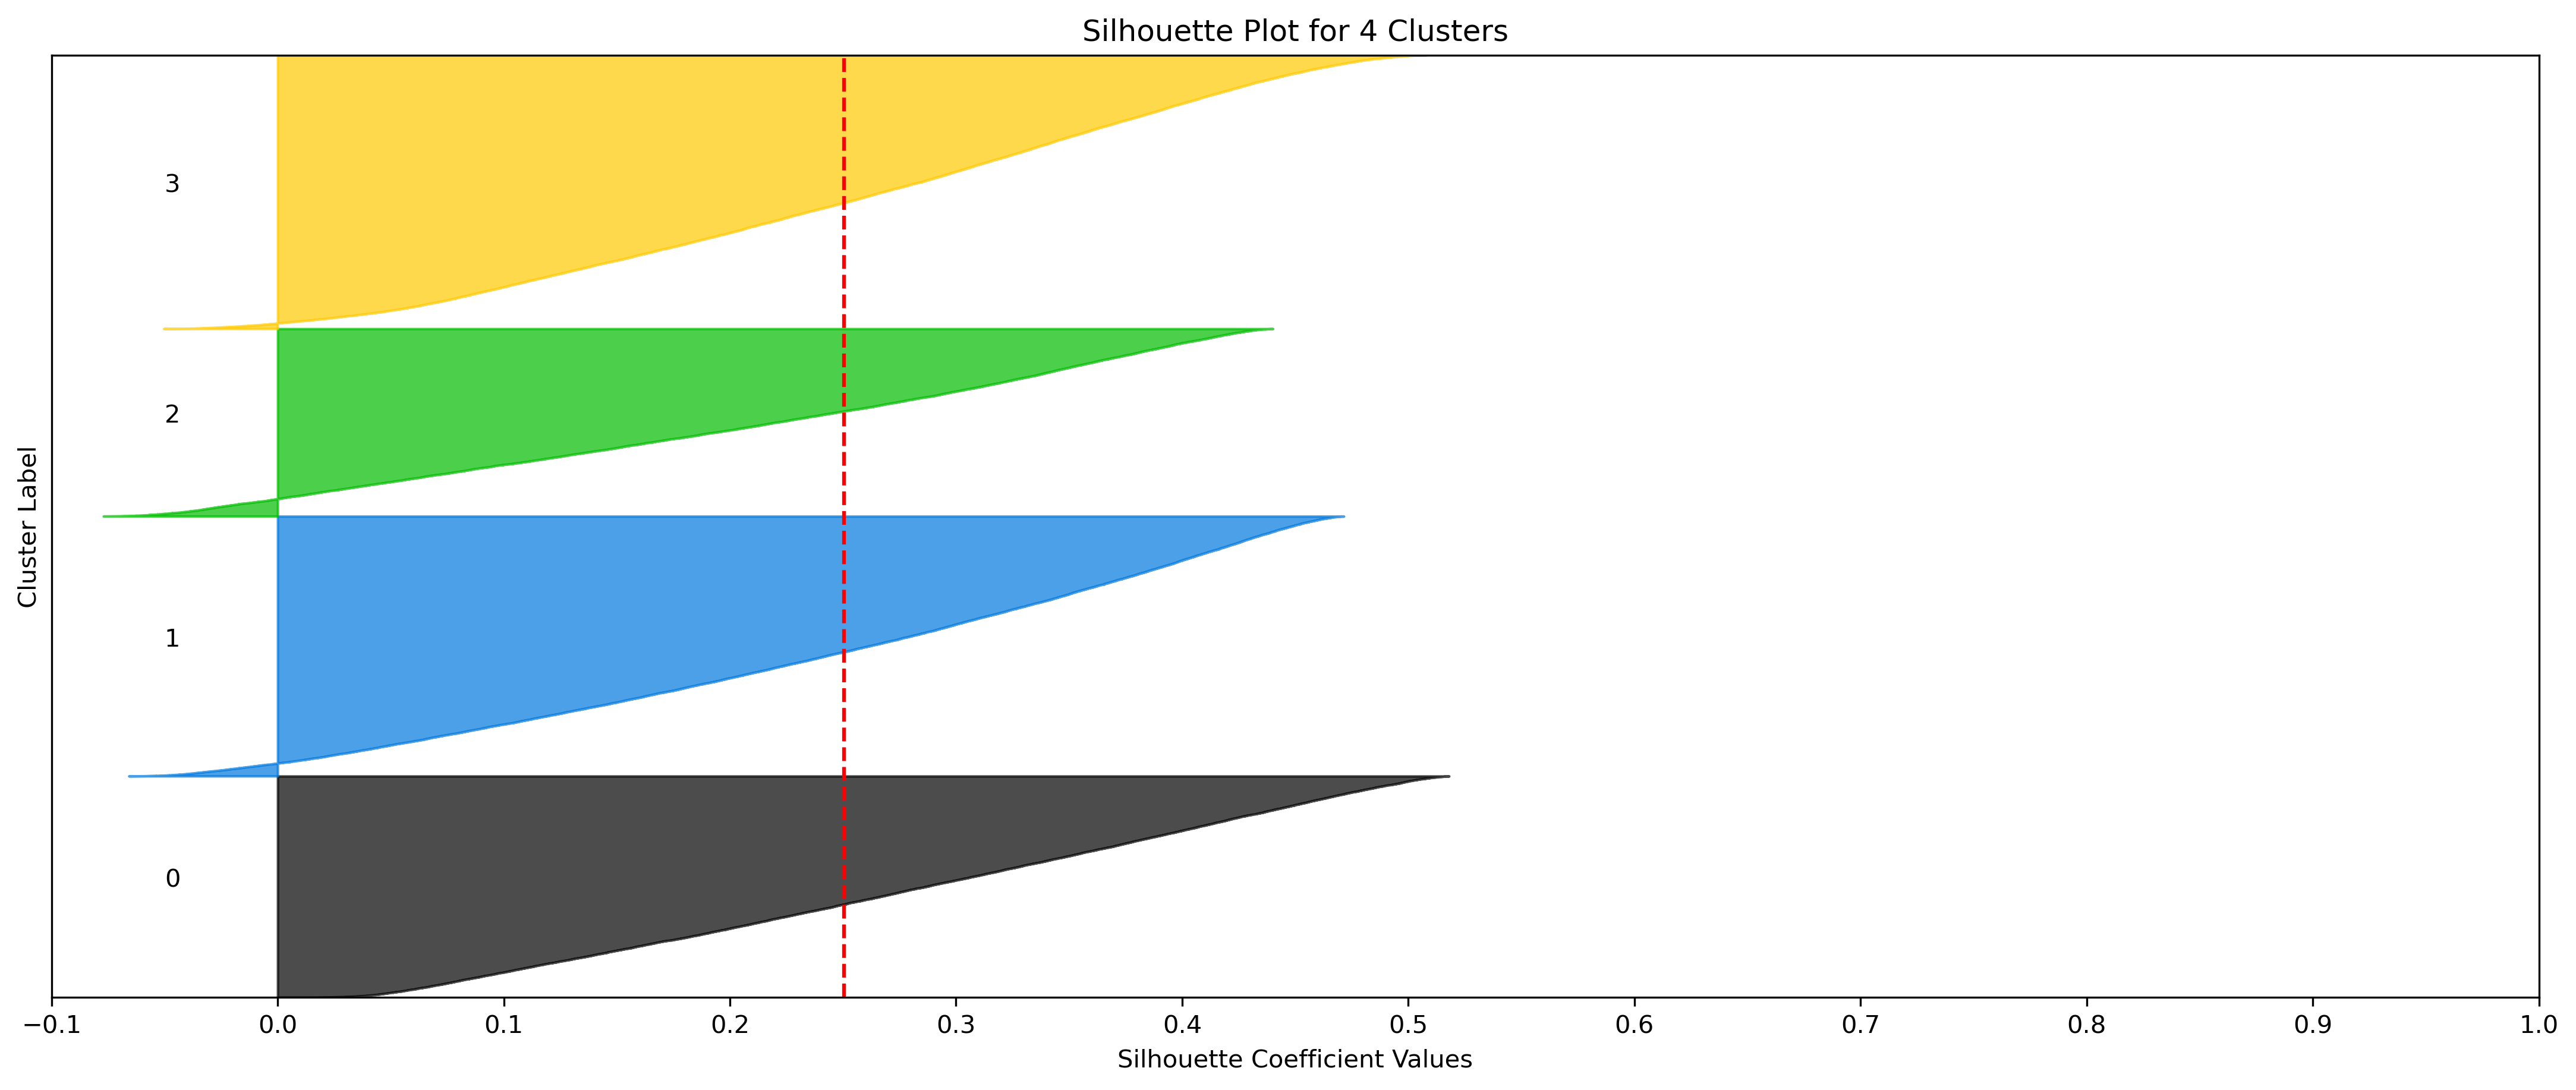 Silhouette Plot for 4 Clusters
Cluster Label
3
2
1
0
−0.1 0.0 0.1 0.2 0.3 0.4 0.5 0.6 0.7 0.8 0.9 1.0
Silhouette Coefficient Values